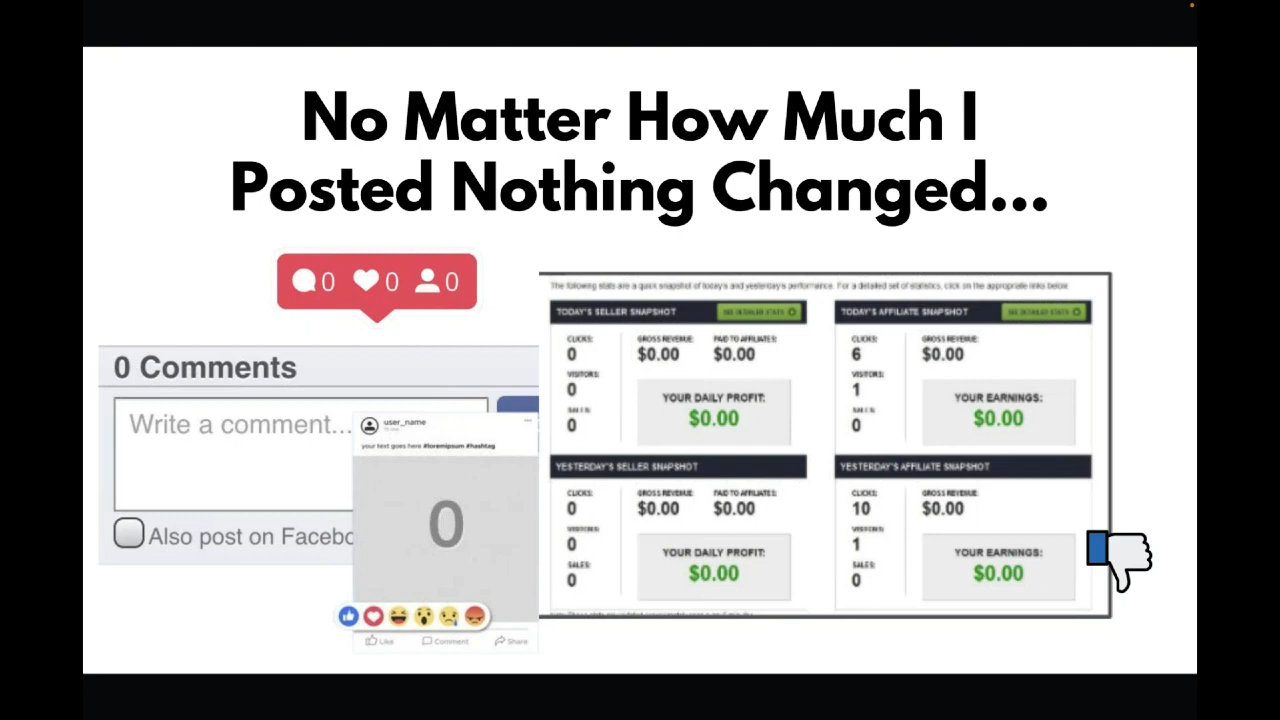 No Matter How Much I
Posted Nothing Changed...
0 0 0
0 Comments
Write a comment...
Also post on Facebo
user_name
your text goes here #loremipsum #hashtag
0
Like Comment Share
The following stats are a quick snapshot of today's and yesterday's performance. For a detailed set of statistics, click on the appropriate links below.
TODAY'S SELLER SNAPSHOT
CLICKS: GROSS REVENUE: PAID TO AFFILIATES:
0 $0.00 $0.00
VISITORS:
0
YOUR DAILY PROFIT:
SALES:
$0.00
0
TODAY'S AFFILIATE SNAPSHOT
CLICKS: GROSS REVENUE:
6 $0.00
VISITORS:
1
YOUR EARNINGS:
SALES:
$0.00
0
YESTERDAY'S SELLER SNAPSHOT
CLICKS: GROSS REVENUE: PAID TO AFFILIATES:
0 $0.00 $0.00
VISITORS:
0
YOUR DAILY PROFIT:
SALES:
$0.00
0
YESTERDAY'S AFFILIATE SNAPSHOT
CLICKS: GROSS REVENUE:
10 $0.00
VISITORS:
1
YOUR EARNINGS:
SALES:
$0.00
0